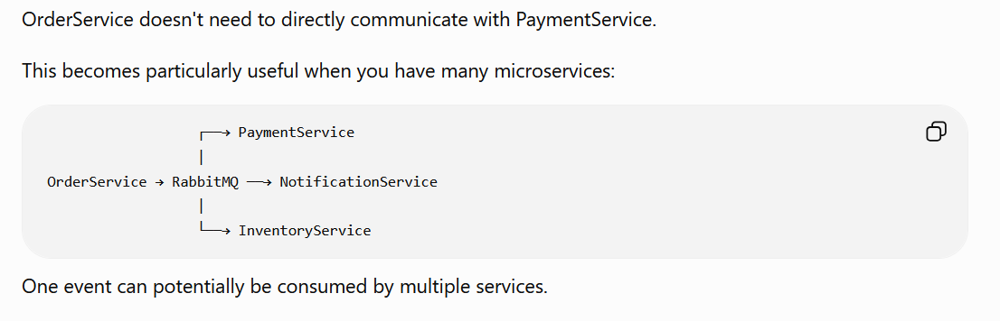 OrderService doesn't need to directly communicate with PaymentService.
This becomes particularly useful when you have many microservices:
┌──→ PaymentService
│
OrderService → RabbitMQ ──→ NotificationService
│
└──→ InventoryService
One event can potentially be consumed by multiple services.